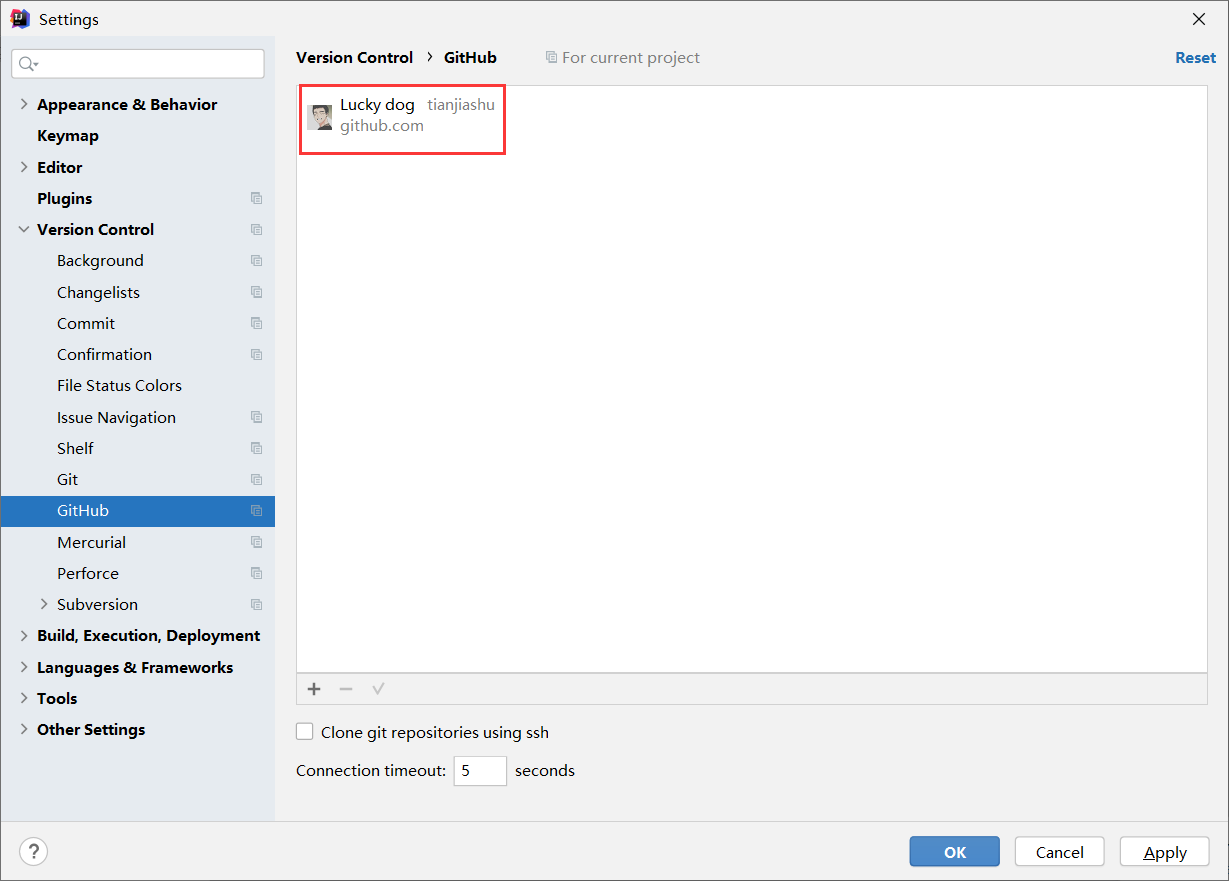 Settings
Version Control › GitHub
For current project
Reset
Appearance & Behavior
Keymap
Editor
Plugins
Version Control
Background
Changelists
Commit
Confirmation
File Status Colors
Issue Navigation
Shelf
Git
GitHub
Mercurial
Perforce
Subversion
Build, Execution, Deployment
Languages & Frameworks
Tools
Other Settings
Lucky dog tianjiashu
github.com
Clone git repositories using ssh
Connection timeout: 5 seconds
?
OK
Cancel
Apply